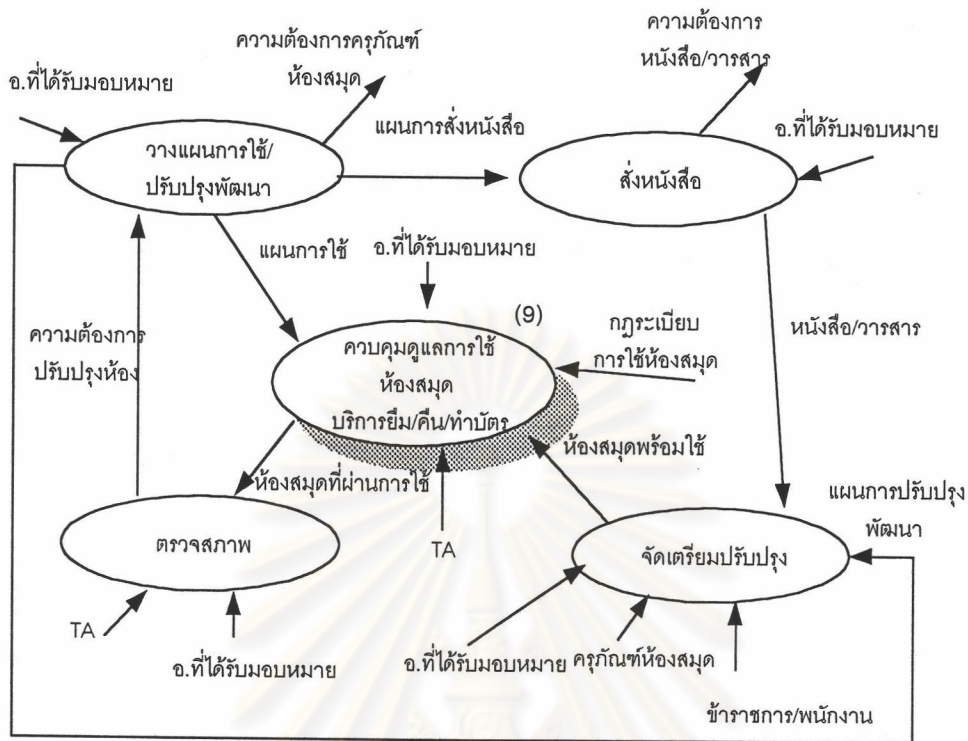 ความต้องการ
หนังสือ/วารสาร
ความต้องการครุภัณฑ์
ห้องสมุด
อ.ที่ได้รับมอบหมาย
แผนการสั่งหนังสือ
อ.ที่ได้รับมอบหมาย
วางแผนการใช้/
ปรับปรุงพัฒนา
สั่งหนังสือ
แผนการใช้
อ.ที่ได้รับมอบหมาย
(9)
ความต้องการ
ปรับปรุงห้อง
ควบคุมดูแลการใช้
ห้องสมุด
บริการยืม/คืน/ทำบัตร
กฎระเบียบ
การใช้ห้องสมุด
หนังสือ/วารสาร
ห้องสมุดพร้อมใช้
ห้องสมุดที่ผ่านการใช้
แผนการปรับปรุง
พัฒนา
ตรวจสภาพ
TA
จัดเตรียมปรับปรุง
TA
อ.ที่ได้รับมอบหมาย
อ.ที่ได้รับมอบหมาย
ครุภัณฑ์ห้องสมุด
ข้าราชการ/พนักงาน